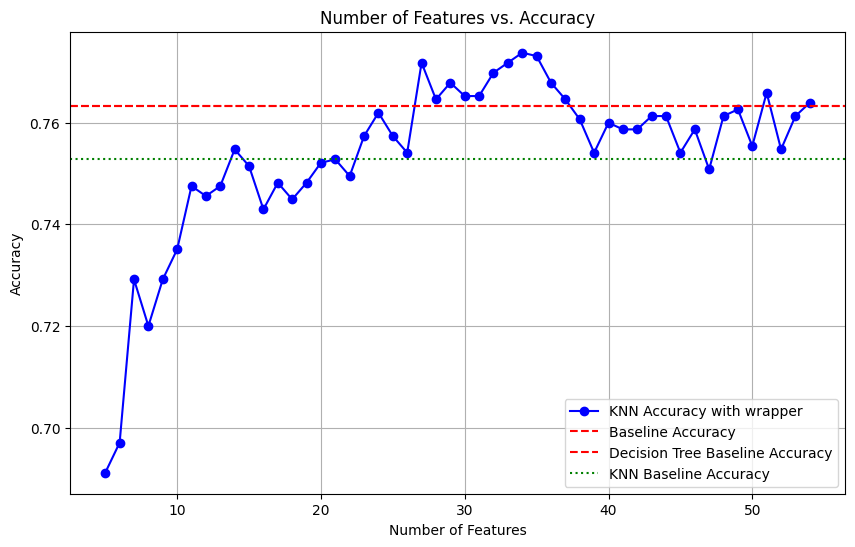 Number of Features vs. Accuracy
Accuracy
0.76
0.74
0.72
0.70
KNN Accuracy with wrapper
Baseline Accuracy
Decision Tree Baseline Accuracy
KNN Baseline Accuracy
10 20 30 40 50
Number of Features